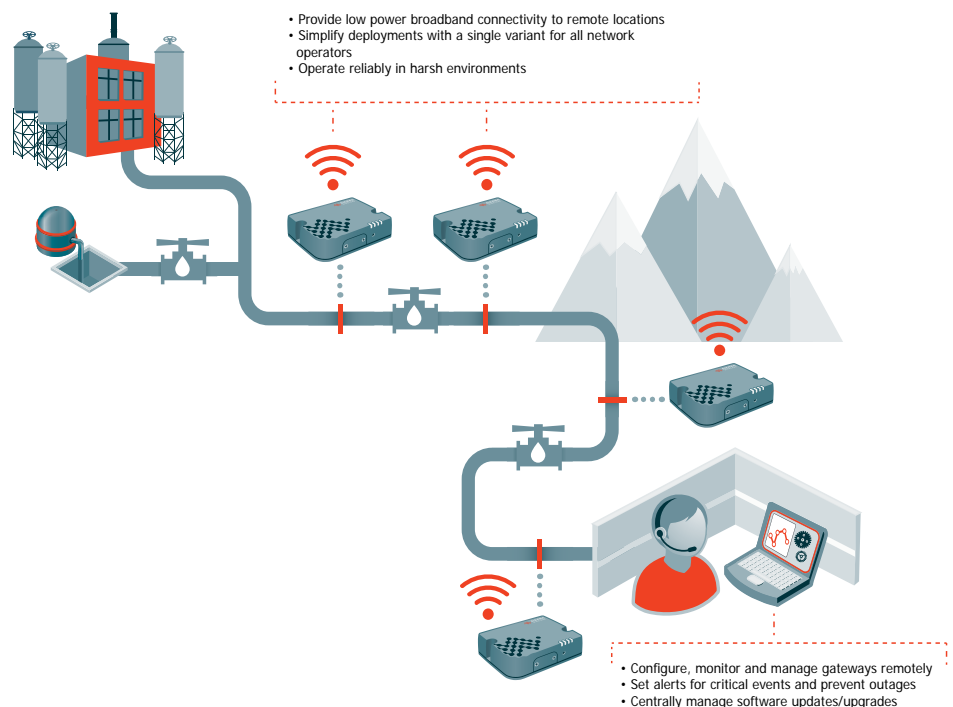 • Provide low power broadband connectivity to remote locations
• Simplify deployments with a single variant for all network
operators
• Operate reliably in harsh environments
• Configure, monitor and manage gateways remotely
• Set alerts for critical events and prevent outages
• Centrally manage software updates/upgrades